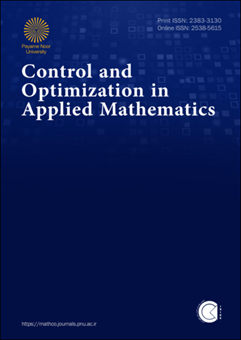 Print ISSN: 2383-3130
Online ISSN: 2538-5615
Payame Noor
University
Control and
Optimization in
Applied Mathematics
https://mathco.journals.pnu.ac.ir